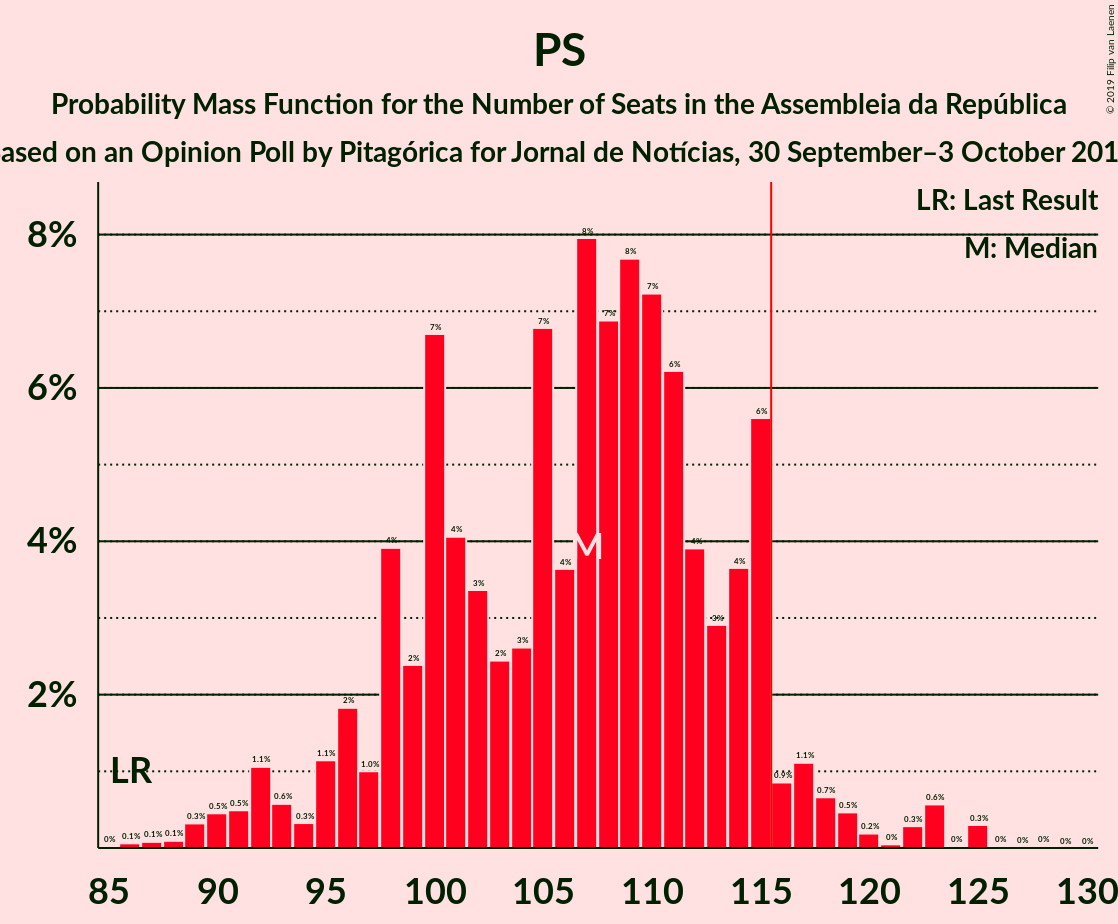 PS
Probability Mass Function for the Number of Seats in the Assembleia da República
ased on an Opinion Poll by Pitagórica for Jornal de Notícias, 30 September–3 October 201
© 2019 Filip van Laenen
LR: Last Result
M: Median
8%
6%
4%
2%
LR
M
0% 0.1% 0.1% 0.1% 0.3% 0.5% 0.5% 1.1% 0.6% 0.3% 1.1% 2% 1.0% 4% 2% 7% 4% 3% 2% 3% 7% 4% 8% 7% 8% 7% 6% 4% 3% 4% 6% 0.9% 1.1% 0.7% 0.5% 0.2% 0% 0.3% 0.6% 0% 0.3% 0% 0% 0% 0% 0%
85 90 95 100 105 110 115 120 125 130